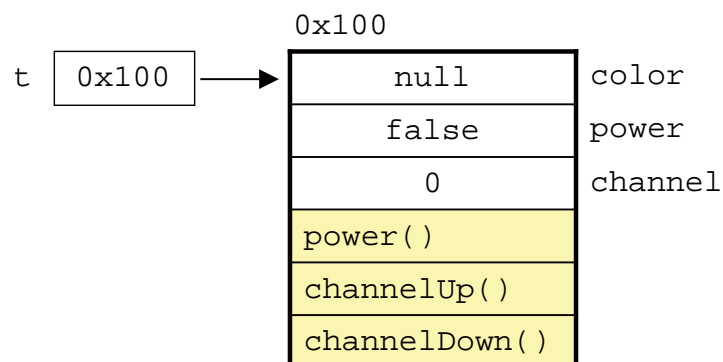 0x100
t 0x100 null color
false power
0 channel
power()
channelUp()
channelDown()